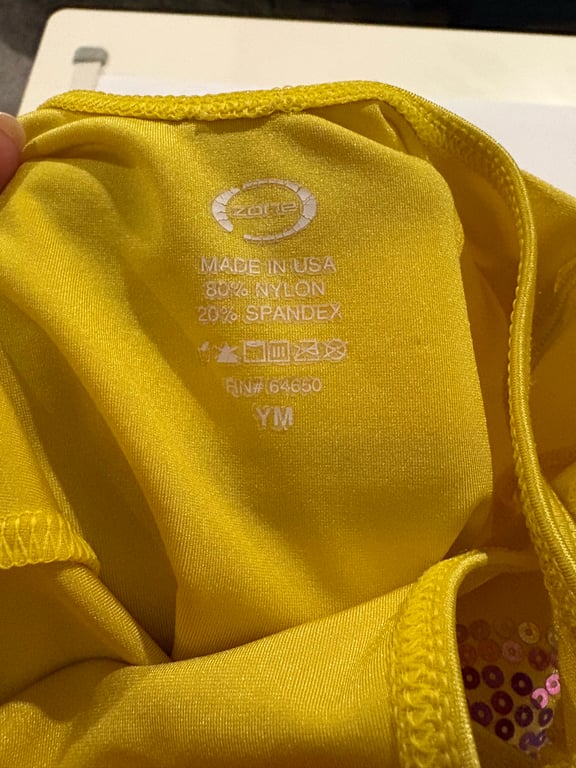 zone
MADE IN USA
80% NYLON
20% SPANDEX
RN# 64650
YM